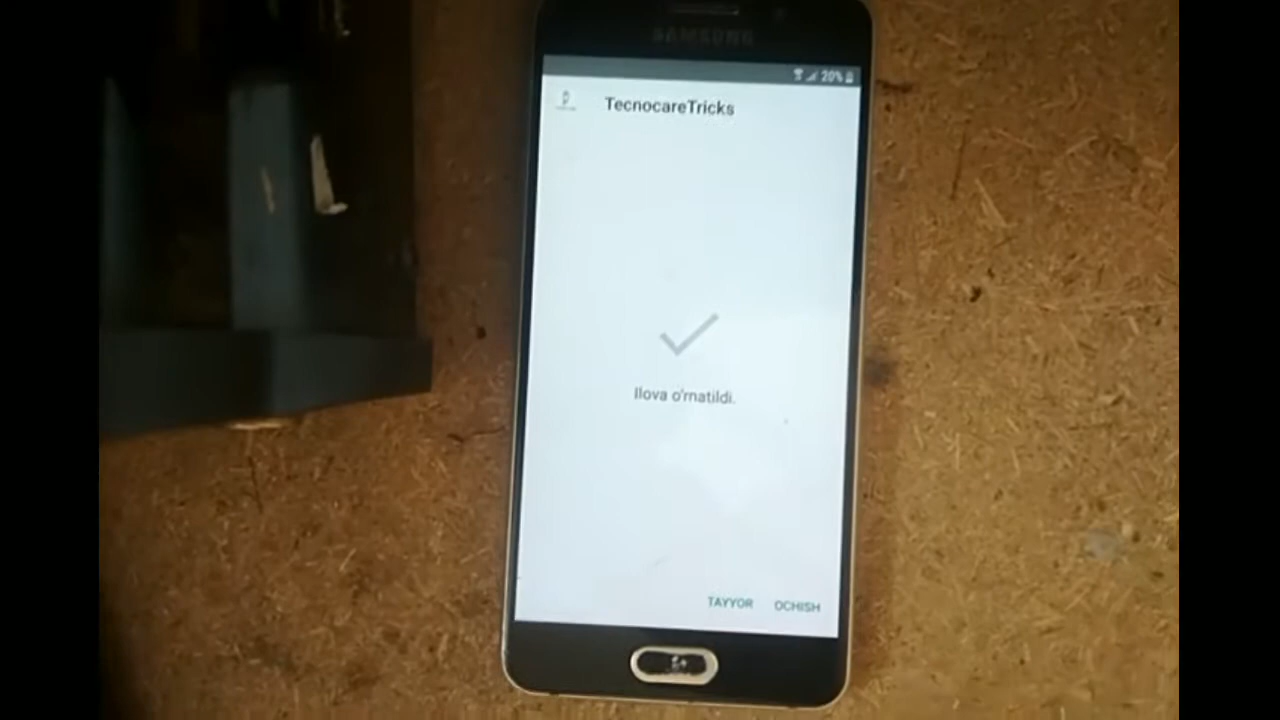 SAMSUNG
20%
TecnocareTricks
Ilova o'rnatildi.
TAYYOR OCHISH